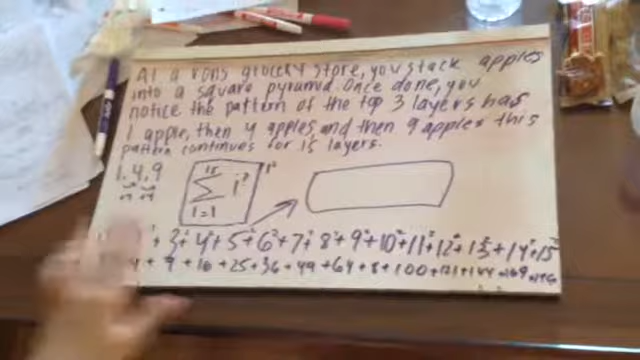 At a rons grocery store, you stack apples
into a square pyramid. Once done, you
notice the pattern of the top 3 layers has
1 apple, then 4 apples, and then 9 apples this
pattern continues for 15 layers.
1, 4, 9
15
∑ i²
i=1
1²
+ 3² + 4² + 5² + 6² + 7² + 8² + 9² + 10² + 11² + 12² + 13² + 14² + 15²
+ 9 + 16 + 25 + 36 + 49 + 64 + 81 + 100 + 121 + 144 + 169 + 196